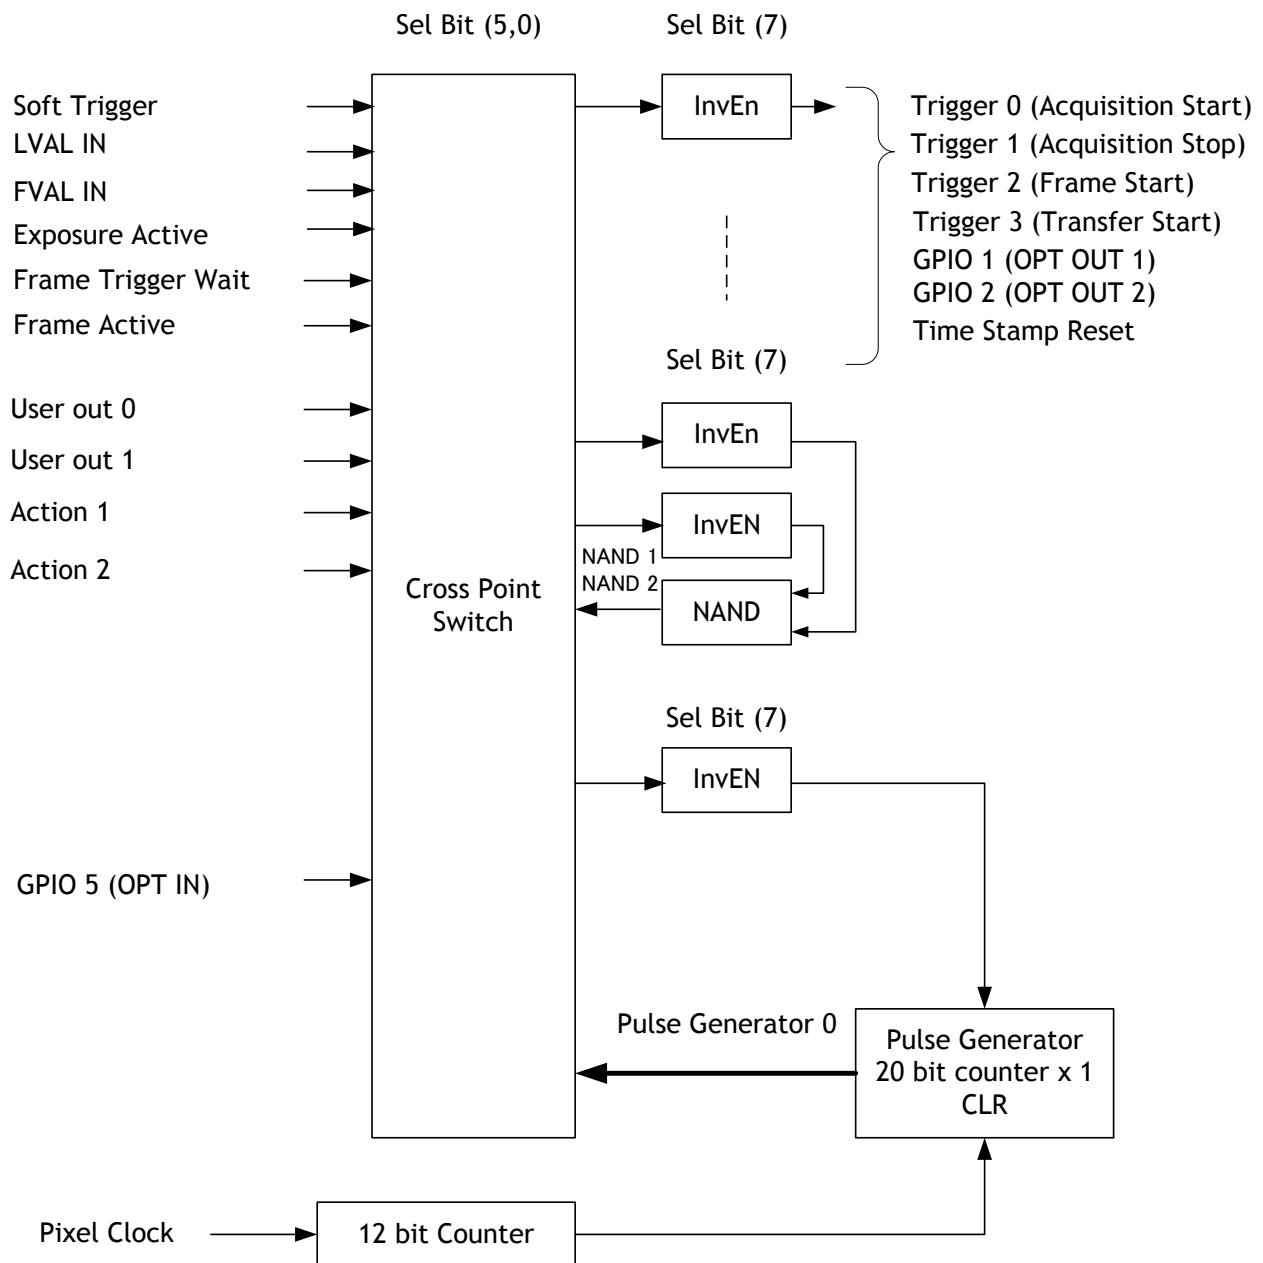 Sel Bit (5,0)
Sel Bit (7)
Soft Trigger
LVAL IN
FVAL IN
Exposure Active
Frame Trigger Wait
Frame Active
User out 0
User out 1
Action 1
Action 2
GPIO 5 (OPT IN)
Cross Point
Switch
InvEn
Trigger 0 (Acquisition Start)
Trigger 1 (Acquisition Stop)
Trigger 2 (Frame Start)
Trigger 3 (Transfer Start)
GPIO 1 (OPT OUT 1)
GPIO 2 (OPT OUT 2)
Time Stamp Reset
Sel Bit (7)
InvEn
InvEN
NAND 1
NAND 2
NAND
Sel Bit (7)
InvEN
Pulse Generator 0
Pulse Generator
20 bit counter x 1
CLR
Pixel Clock
12 bit Counter